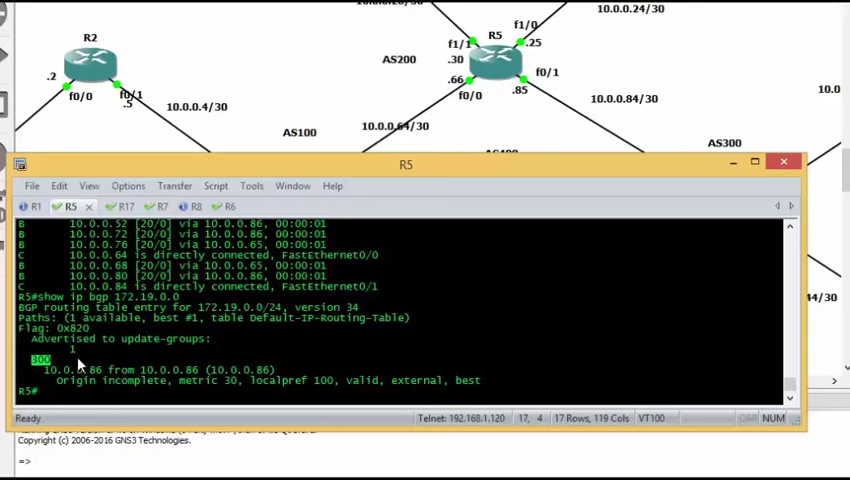 10.0.0.24/30
f1/0
R2
R5
.25
f1/1
AS200
.30
f0/1
.2
.66
f0/0
f0/1
.85
f0/0
.5
10.0.0.4/30
10.0.0.84/30
10.0.
10.0.0.64/30
AS100
AS300
R5
File Edit View Options Transfer Script Tools Window Help
R1 R5 R17 R7 R8 R6
B 10.0.0.52 [20/0] via 10.0.0.86, 00:00:01
B 10.0.0.72 [20/0] via 10.0.0.86, 00:00:01
B 10.0.0.76 [20/0] via 10.0.0.65, 00:00:01
C 10.0.0.64 is directly connected, FastEthernet0/0
B 10.0.0.68 [20/0] via 10.0.0.65, 00:00:01
B 10.0.0.80 [20/0] via 10.0.0.86, 00:00:01
C 10.0.0.84 is directly connected, FastEthernet0/1
R5#show ip bgp 172.19.0.0
BGP routing table entry for 172.19.0.0/24, version 34
Paths: (1 available, best #1, table Default-IP-Routing-Table)
Flag: 0x820
Advertised to update-groups:
1
300
10.0.0.86 from 10.0.0.86 (10.0.0.86)
Origin incomplete, metric 30, localpref 100, valid, external, best
R5#
44/30
Ready Telnet: 192.168.1.120 17, 4 17 Rows, 119 Cols VT100 CAP NUM
Copyright (c) 2006-2016 GNS3 Technologies.
=>